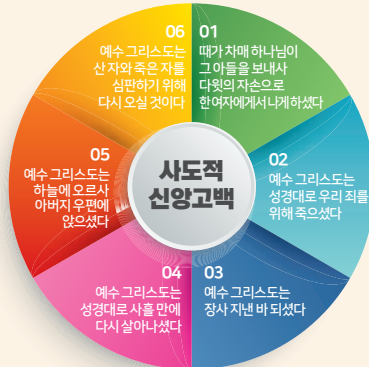 01
때가 차매 하나님이
그 아들을 보내사
다윗의 자손으로
한 여자에게서 나게 하셨다
02
예수 그리스도는
성경대로 우리 죄를
위해 죽으셨다
03
예수 그리스도는
장사 지낸 바 되셨다
04
예수 그리스도는
성경대로 사흘 만에
다시 살아나셨다
05
예수 그리스도는
하늘에 오르사
아버지 우편에
앉으셨다
06
예수 그리스도는
산 자와 죽은 자를
심판하기 위해
다시 오실 것이다
사도적
신앙고백